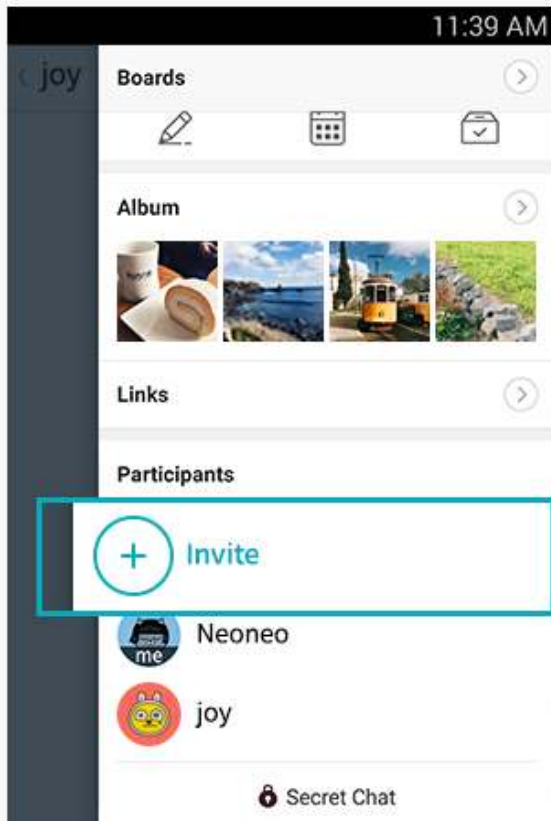 11:39 AM
joy
Boards
Album
Links
Participants
Invite
me
Neoneo
joy
Secret Chat